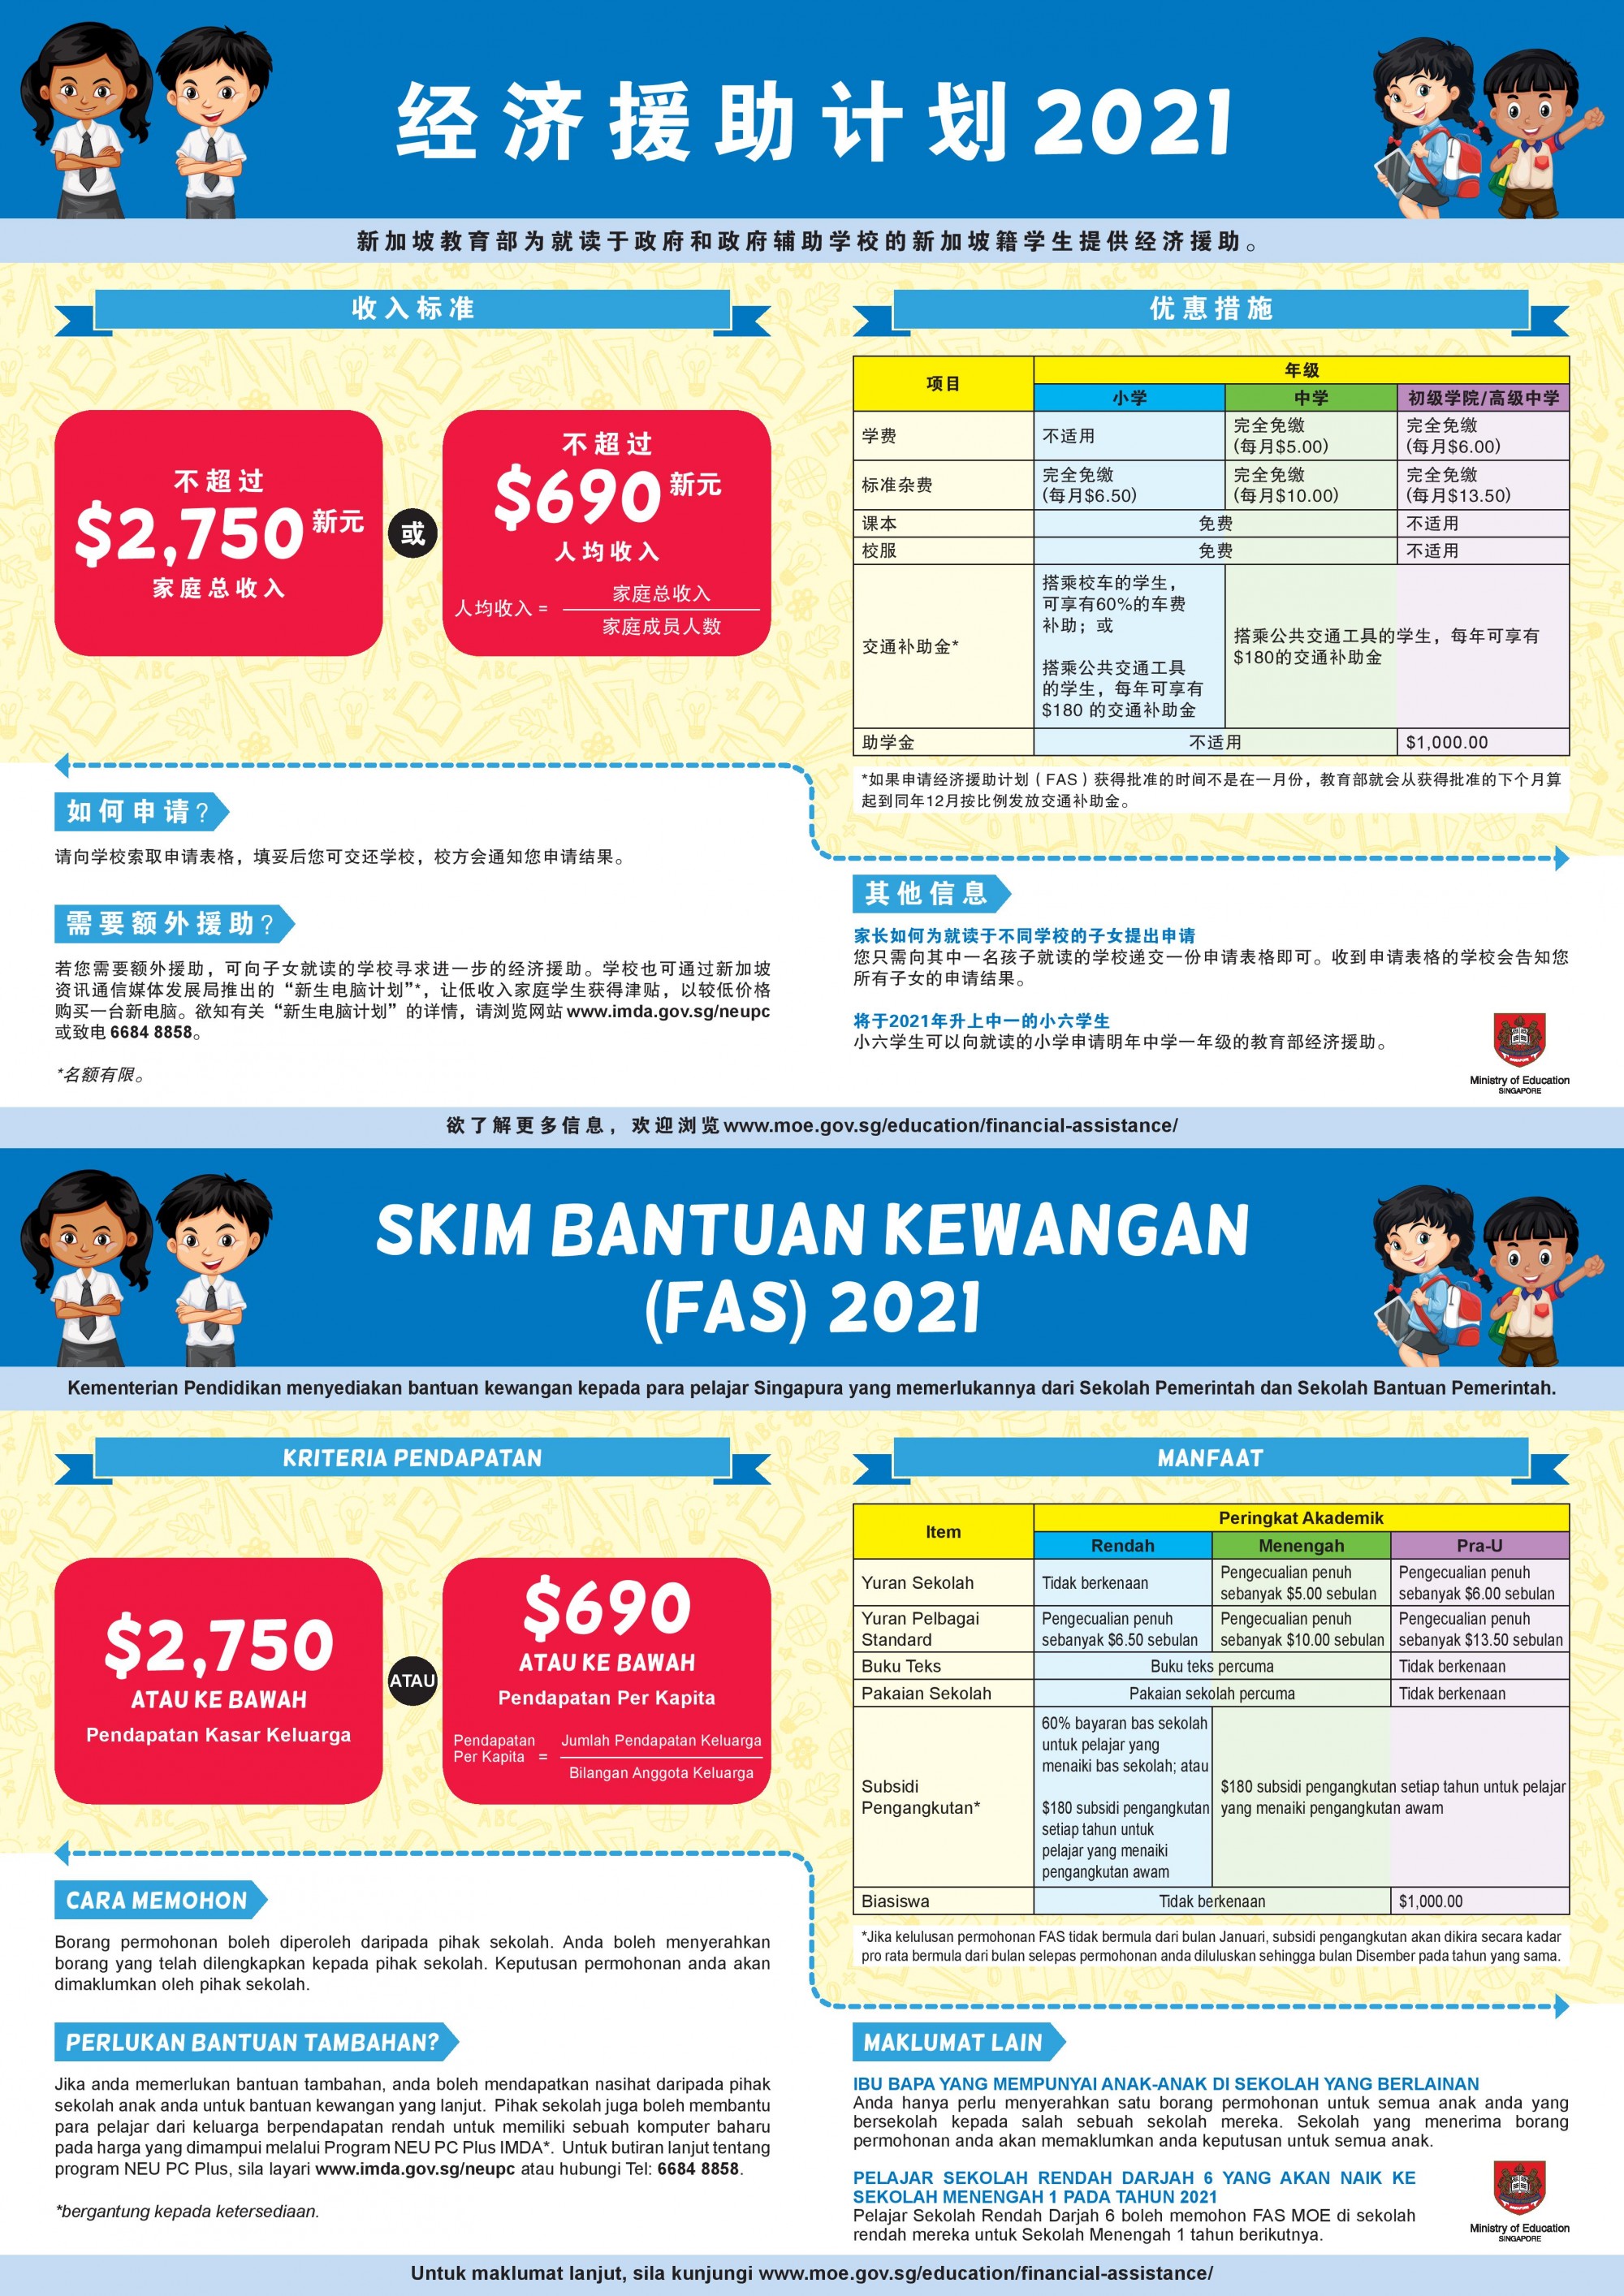 经济援助计划2021
新加坡教育部为就读于政府和政府辅助学校的新加坡籍学生提供经济援助。
收入标准
不超过
$2,750 新元
家庭总收入
或
不超过
$690 新元
人均收入
人均收入 =
家庭总收入
家庭成员人数
优惠措施
项目
年级
小学
中学
初级学院/高级中学
学费
不适用
完全免缴
(每月$5.00)
完全免缴
(每月$6.00)
标准杂费
完全免缴
(每月$6.50)
完全免缴
(每月$10.00)
完全免缴
(每月$13.50)
课本
免费
不适用
校服
免费
不适用
交通补助金*
搭乘校车的学生，
可享有60%的车费
补助；或
搭乘公共交通工具
的学生，每年可享有
$180 的交通补助金
搭乘公共交通工具的学生，每年可享有
$180的交通补助金
助学金
不适用
$1,000.00
*如果申请经济援助计划（FAS）获得批准的时间不是在一月份，教育部就会从获得批准的下个月算
起到同年12月按比例发放交通补助金。
如何申请?
请向学校索取申请表格，填妥后您可交还学校，校方会通知您申请结果。
需要额外援助?
若您需要额外援助，可向子女就读的学校寻求进一步的经济援助。学校也可通过新加坡
资讯通信媒体发展局推出的“新生电脑计划”*，让低收入家庭学生获得津贴，以较低价格
购买一台新电脑。欲知有关“新生电脑计划”的详情，请浏览网站 www.imda.gov.sg/neupc
或致电 6684 8858。
*名额有限。
其他信息
家长如何为就读于不同学校的子女提出申请
您只需向其中一名孩子就读的学校递交一份申请表格即可。收到申请表格的学校会告知您
所有子女的申请结果。
将于2021年升上中一的小六学生
小六学生可以向就读的小学申请明年中学一年级的教育部经济援助。
Ministry of Education
SINGAPORE
欲了解更多信息，欢迎浏览 www.moe.gov.sg/education/financial-assistance/
SKIM BANTUAN KEWANGAN
(FAS) 2021
Kementerian Pendidikan menyediakan bantuan kewangan kepada para pelajar Singapura yang memerlukannya dari Sekolah Pemerintah dan Sekolah Bantuan Pemerintah.
KRITERIA PENDAPATAN
$2,750
ATAU KE BAWAH
Pendapatan Kasar Keluarga
ATAU
$690
ATAU KE BAWAH
Pendapatan Per Kapita
Pendapatan
Per Kapita =
Jumlah Pendapatan Keluarga
Bilangan Anggota Keluarga
MANFAAT
Item
Peringkat Akademik
Rendah
Menengah
Pra-U
Yuran Sekolah
Tidak berkenaan
Pengecualian penuh
sebanyak $5.00 sebulan
Pengecualian penuh
sebanyak $6.00 sebulan
Yuran Pelbagai
Standard
Pengecualian penuh
sebanyak $6.50 sebulan
Pengecualian penuh
sebanyak $10.00 sebulan
Pengecualian penuh
sebanyak $13.50 sebulan
Buku Teks
Buku teks percuma
Tidak berkenaan
Pakaian Sekolah
Pakaian sekolah percuma
Tidak berkenaan
Subsidi
Pengangkutan*
60% bayaran bas sekolah
untuk pelajar yang
menaiki bas sekolah; atau
$180 subsidi pengangkutan
setiap tahun untuk
pelajar yang menaiki
pengangkutan awam
$180 subsidi pengangkutan setiap tahun untuk pelajar
yang menaiki pengangkutan awam
Biasiswa
Tidak berkenaan
$1,000.00
*Jika kelulusan permohonan FAS tidak bermula dari bulan Januari, subsidi pengangkutan akan dikira secara kadar
pro rata bermula dari bulan selepas permohonan anda diluluskan sehingga bulan Disember pada tahun yang sama.
CARA MEMOHON
Borang permohonan boleh diperoleh daripada pihak sekolah. Anda boleh menyerahkan
borang yang telah dilengkapkan kepada pihak sekolah. Keputusan permohonan anda akan
dimaklumkan oleh pihak sekolah.
PERLUKAN BANTUAN TAMBAHAN?
Jika anda memerlukan bantuan tambahan, anda boleh mendapatkan nasihat daripada pihak
sekolah anak anda untuk bantuan kewangan yang lanjut. Pihak sekolah juga boleh membantu
para pelajar dari keluarga berpendapatan rendah untuk memiliki sebuah komputer baharu
pada harga yang dimampui melalui Program NEU PC Plus IMDA*. Untuk butiran lanjut tentang
program NEU PC Plus, sila layari www.imda.gov.sg/neupc atau hubungi Tel: 6684 8858.
*bergantung kepada ketersediaan.
MAKLUMAT LAIN
IBU BAPA YANG MEMPUNYAI ANAK-ANAK DI SEKOLAH YANG BERLAINAN
Anda hanya perlu menyerahkan satu borang permohonan untuk semua anak anda yang
bersekolah kepada salah sebuah sekolah mereka. Sekolah yang menerima borang
permohonan anda akan memaklumkan anda keputusan untuk semua anak.
PELAJAR SEKOLAH RENDAH DARJAH 6 YANG AKAN NAIK KE
SEKOLAH MENENGAH 1 PADA TAHUN 2021
Pelajar Sekolah Rendah Darjah 6 boleh memohon FAS MOE di sekolah
rendah mereka untuk Sekolah Menengah 1 tahun berikutnya.
Ministry of Education
SINGAPORE
Untuk maklumat lanjut, sila kunjungi www.moe.gov.sg/education/financial-assistance/